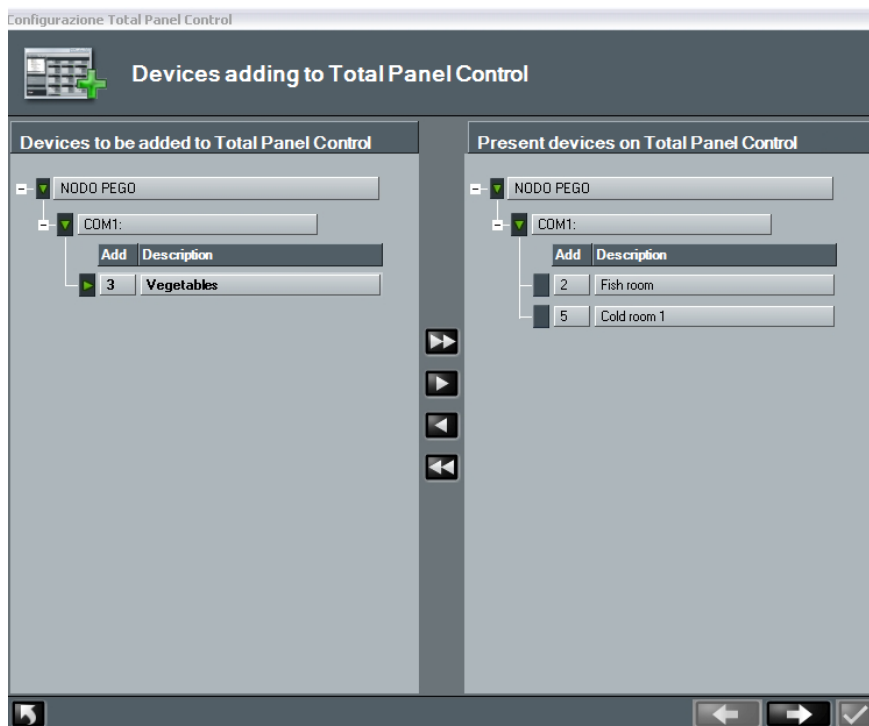 Configurazione Total Panel Control
Devices adding to Total Panel Control
Devices to be added to Total Panel Control
NODO PEGO
COM1:
Add Description
3 Vegetables
Present devices on Total Panel Control
NODO PEGO
COM1:
Add Description
2 Fish room
5 Cold room 1